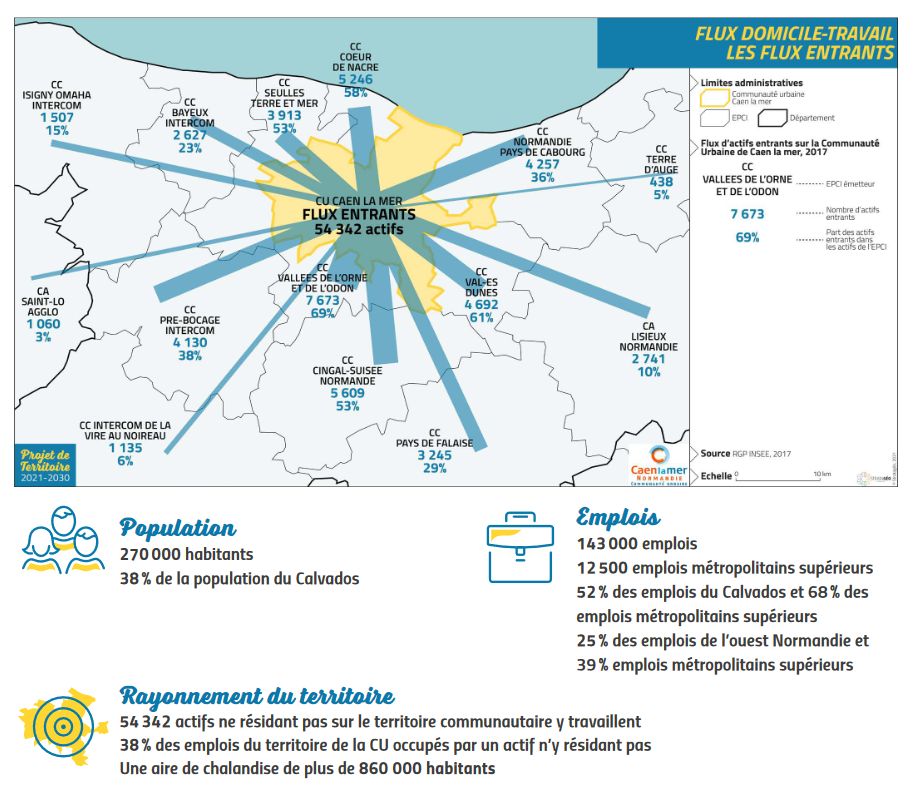 FLUX DOMICILE-TRAVAIL
LES FLUX ENTRANTS
CC
COEUR
DE NACRE
5 246
58%
CC
ISIGNY OMAHA
INTERCOM
1 507
15%
CC
BAYEUX
INTERCOM
2 627
23%
CC
SEULLES
TERRE ET MER
3 913
53%
CC
NORMANDIE
PAYS DE CABOURG
4 257
36%
CC
TERRE
D'AUGE
438
5%
CU CAEN LA MER
FLUX ENTRANTS
54 342 actifs
CC
VALLEES DE L'ORNE
ET DE L'ODON
7 673
69%
CC
VAL-ES
DUNES
4 692
61%
CA
SAINT-LO
AGGLO
1 060
3%
CC
PRE-BOCAGE
INTERCOM
4 130
38%
CA
LISIEUX
NORMANDIE
2 741
10%
CC
CINGAL-SUISSE
NORMANDE
5 609
53%
CC INTERCOM DE LA
VIRE AU NOIREAU
1 135
6%
CC
PAYS DE FALAISE
3 245
29%
Projet de
Territoire
2021-2030
Caenlamer
NORMANDIE
COMMUNAUTÉ URBAINE
Limites administratives
Communauté urbaine
Caen la mer
EPCI
Département
Flux d'actifs entrants sur la Communauté
Urbaine de Caen la mer, 2017
CC
VALLEES DE L'ORNE
ET DE L'ODON
EPCI émetteur
7 673
Nombre d'actifs
entrants
69%
Part des actifs
entrants dans
les actifs de l'EPCI
Source RGP INSEE, 2017
Echelle 0 10 km
Population
270 000 habitants
38 % de la population du Calvados
Emplois
143 000 emplois
12 500 emplois métropolitains supérieurs
52 % des emplois du Calvados et 68 % des
emplois métropolitains supérieurs
25 % des emplois de l'ouest Normandie et
39 % emplois métropolitains supérieurs
Rayonnement du territoire
54 342 actifs ne résidant pas sur le territoire communautaire y travaillent
38 % des emplois du territoire de la CU occupés par un actif n'y résidant pas
Une aire de chalandise de plus de 860 000 habitants